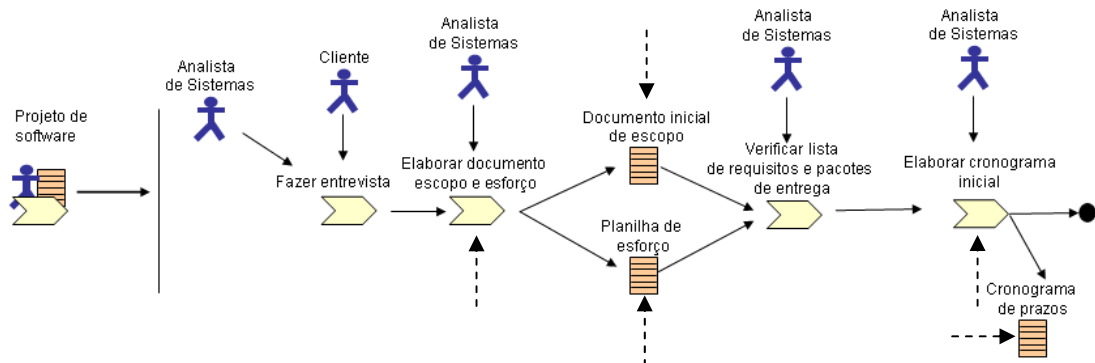 Projeto de
software
Analista
de Sistemas
Cliente
Fazer entrevista
Analista
de Sistemas
Elaborar documento
escopo e esforço
Documento inicial
de escopo
Planilha de
esforço
Analista
de Sistemas
Verificar lista
de requisitos e pacotes
de entrega
Analista
de Sistemas
Elaborar cronograma
inicial
Cronograma
de prazos